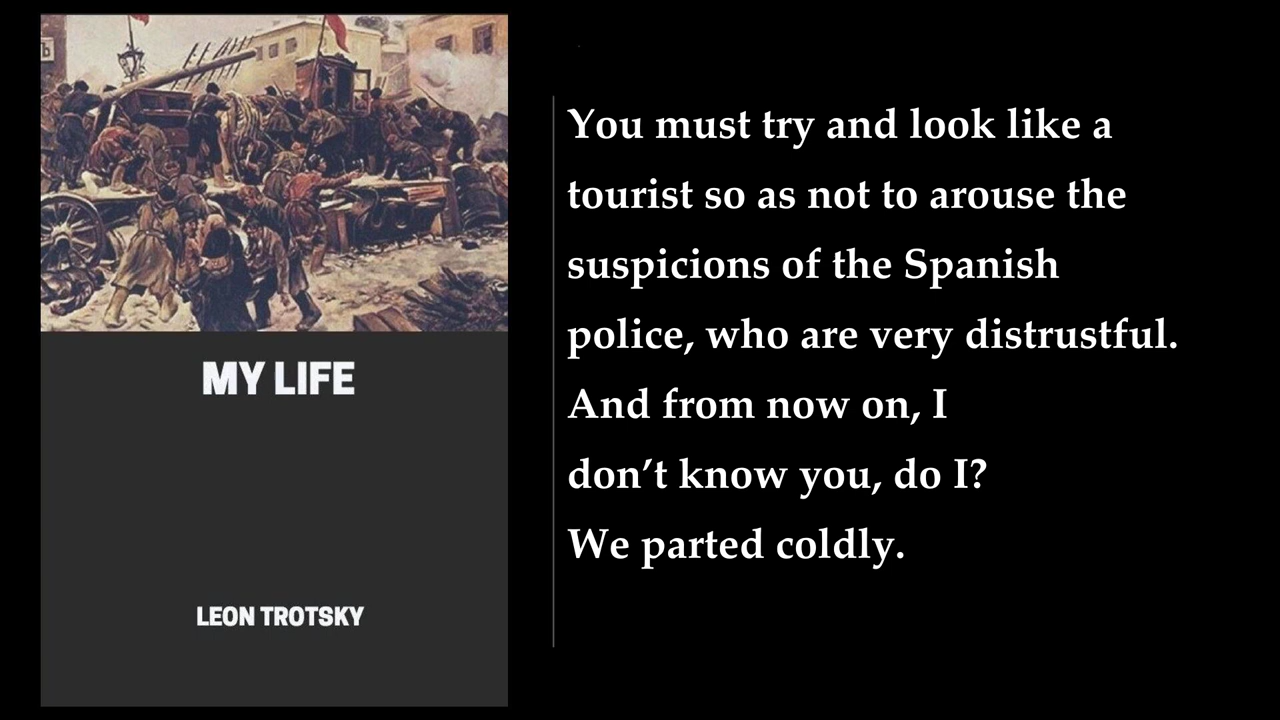 MY LIFE
LEON TROTSKY
You must try and look like a
tourist so as not to arouse the
suspicions of the Spanish
police, who are very distrustful.
And from now on, I
don’t know you, do I?
We parted coldly.